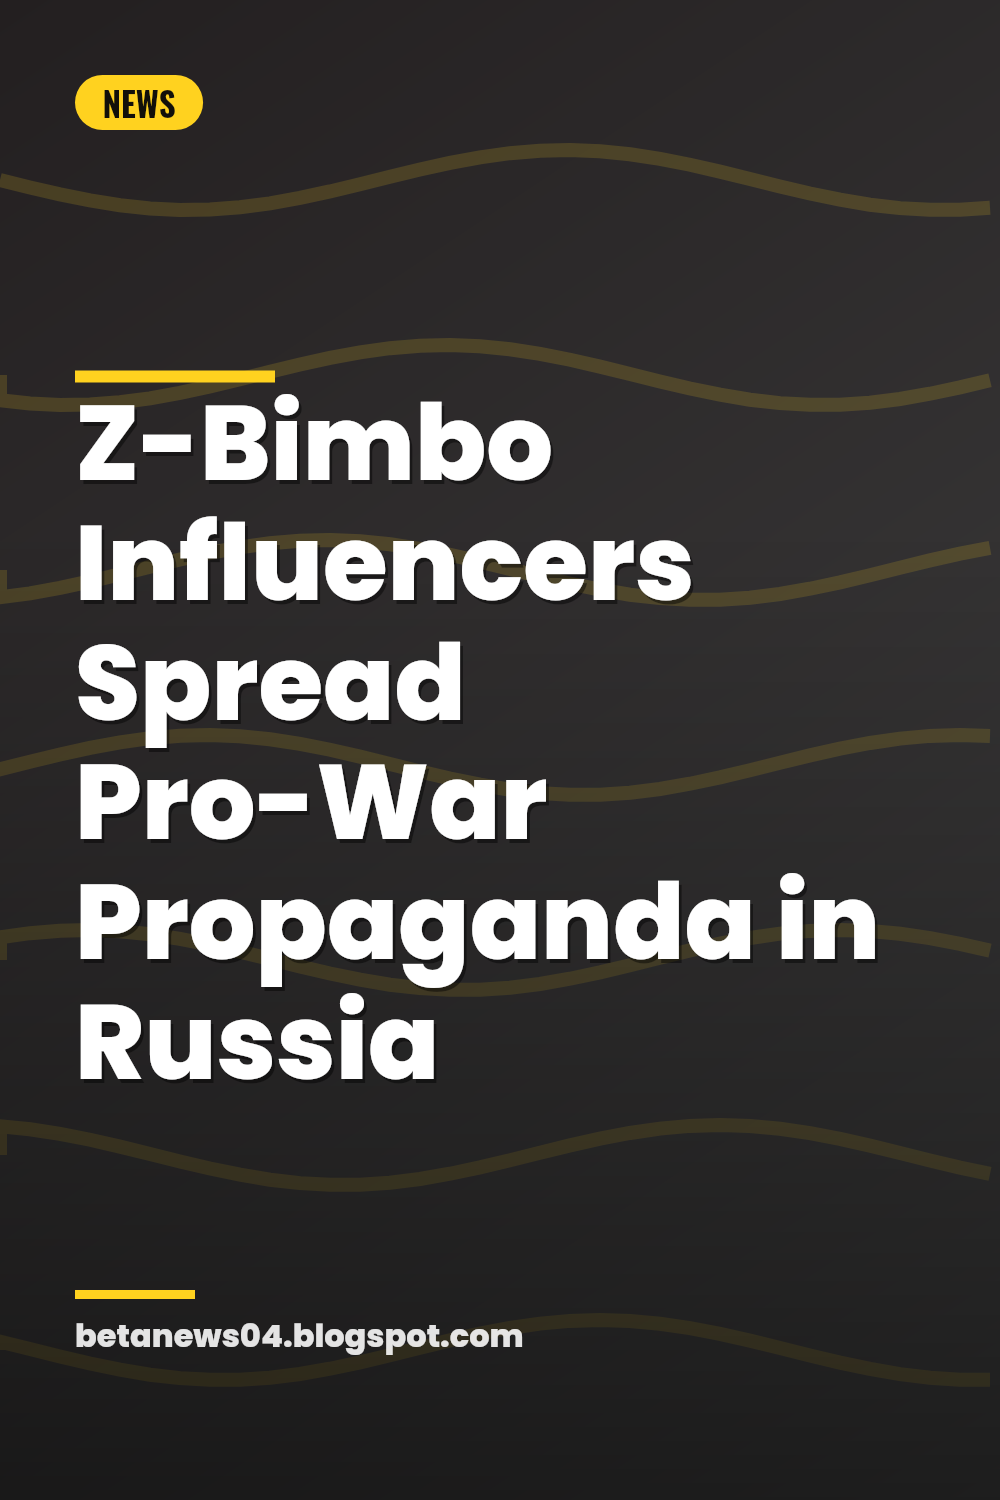 NEWS
Z-Bimbo
Influencers
Spread
Pro-War
Propaganda in
Russia
betanews04.blogspot.com